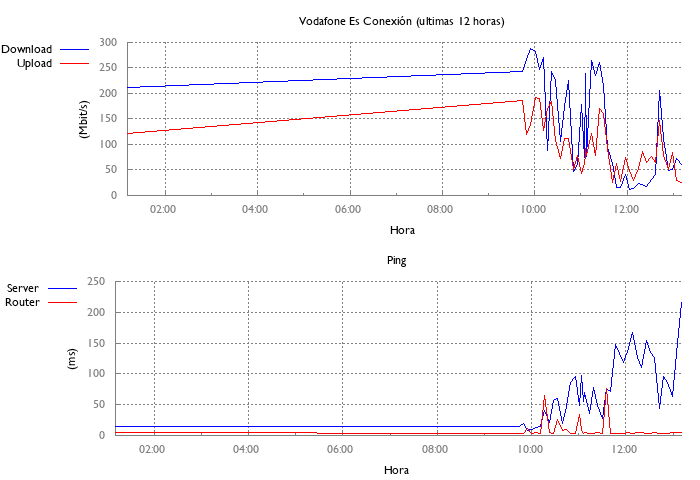 Vodafone Es Conexión (ultimas 12 horas)
Download
Upload
300
250
200
150
100
50
0
(Mbit/s)
02:00 04:00 06:00 08:00 10:00 12:00
Hora
Ping
Server
Router
250
200
150
100
50
0
(ms)
02:00 04:00 06:00 08:00 10:00 12:00
Hora